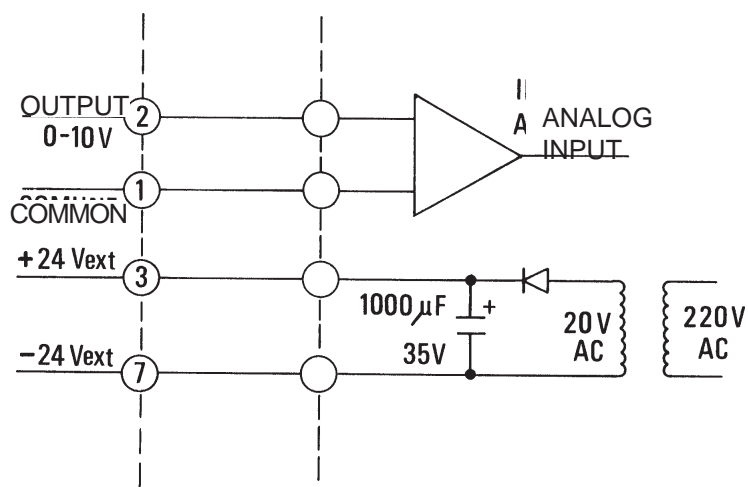 OUTPUT
0-10V
2
A ANALOG
INPUT
1
COMMON
+24 Vext
3
1000µF
+
35V
20V
AC
220V
AC
-24 Vext
7